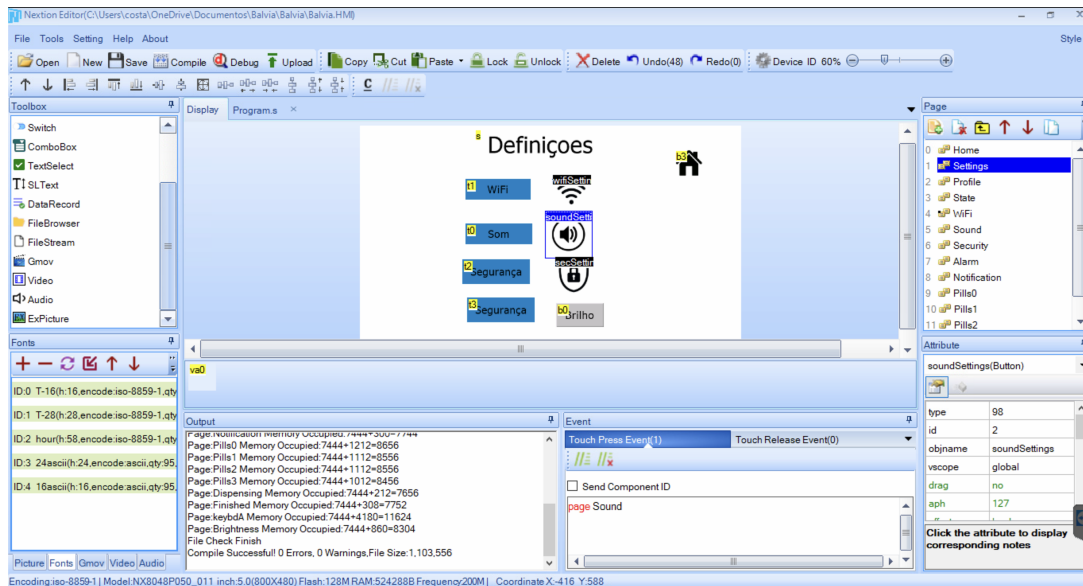 Nextion Editor(C:\Users\costa\OneDrive\Documentos\Balvia\Balvia\Balvia.HMI)
File Tools Setting Help About
Style
Open New Save Compile Debug Upload Copy Cut Paste Lock Unlock Delete Undo(48) Redo(0) Device ID 60%
Toolbox
Switch
ComboBox
TextSelect
SLText
DataRecord
FileBrowser
FileStream
Gmov
Video
Audio
ExPicture
Fonts
ID:0 T-16(h:16,encode:iso-8859-1,qty
ID:1 T-28(h:28,encode:iso-8859-1,qty
ID:2 hour(h:58,encode:iso-8859-1,qty
ID:3 24ascii(h:24,encode:ascii,qty:95,
ID:4 16ascii(h:16,encode:ascii,qty:95,
Picture Fonts Gmov Video Audio
Display Program.s ×
s
Definiçoes
b3
t1 WiFi wifiSettin
t0 Som soundSetti
t2 Segurança secSettin
t3 Segurança b0 Brilho
va0
Output
Page:Notification Memory Occupied:7444+300=7744
Page:Pills0 Memory Occupied:7444+1212=8656
Page:Pills1 Memory Occupied:7444+1112=8556
Page:Pills2 Memory Occupied:7444+1112=8556
Page:Pills3 Memory Occupied:7444+1012=8456
Page:Dispensing Memory Occupied:7444+212=7656
Page:Finished Memory Occupied:7444+308=7752
Page:keybdA Memory Occupied:7444+4180=11624
Page:Brightness Memory Occupied:7444+860=8304
File Check Finish
Compile Successful! 0 Errors, 0 Warnings,File Size:1,103,556
Event
Touch Press Event(1) Touch Release Event(0)
Send Component ID
page Sound
Page
0 Home
1 Settings
2 Profile
3 State
4 WiFi
5 Sound
6 Security
7 Alarm
8 Notification
9 Pills0
10 Pills1
11 Pills2
Attribute
soundSettings(Button)
type 98
id 2
objname soundSettings
vscope global
drag no
aph 127
Click the attribute to display
corresponding notes
Encoding:iso-8859-1 | Model:NX8048P050_011 inch:5.0(800X480) Flash:128M RAM:524288B Frequency200M | Coordinate X:-416 Y:588